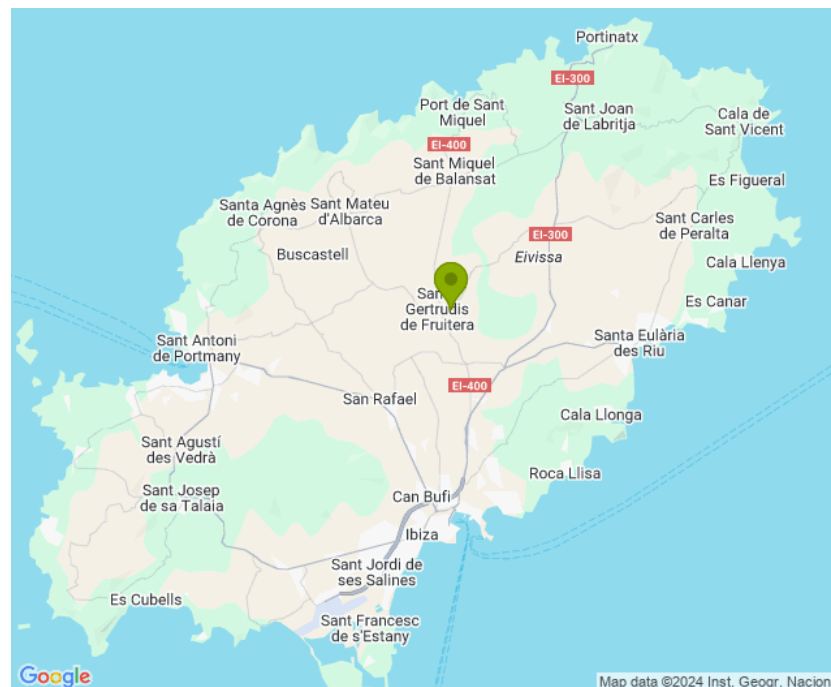 Portinatx
EI-300
Port de Sant
Miquel
Sant Joan
de Labritja
Cala de
Sant Vicent
EI-400
Sant Miquel
de Balansat
Es Figueral
Santa Agnès
de Corona
Sant Mateu
d'Albarca
Sant Carles
de Peralta
EI-300
Buscastell
Eivissa
Cala Llenya
San
Gertrudis
de Fruitera
Es Canar
Sant Antoni
de Portmany
Santa Eulària
des Riu
EI-400
San Rafael
Cala Llonga
Sant Agustí
des Vedrà
Roca Llisa
Sant Josep
de sa Talaia
Can Bufi
Ibiza
Sant Jordi de
ses Salines
Es Cubells
Sant Francesc
de s'Estany
Google
Map data ©2024 Inst. Geogr. Nacion